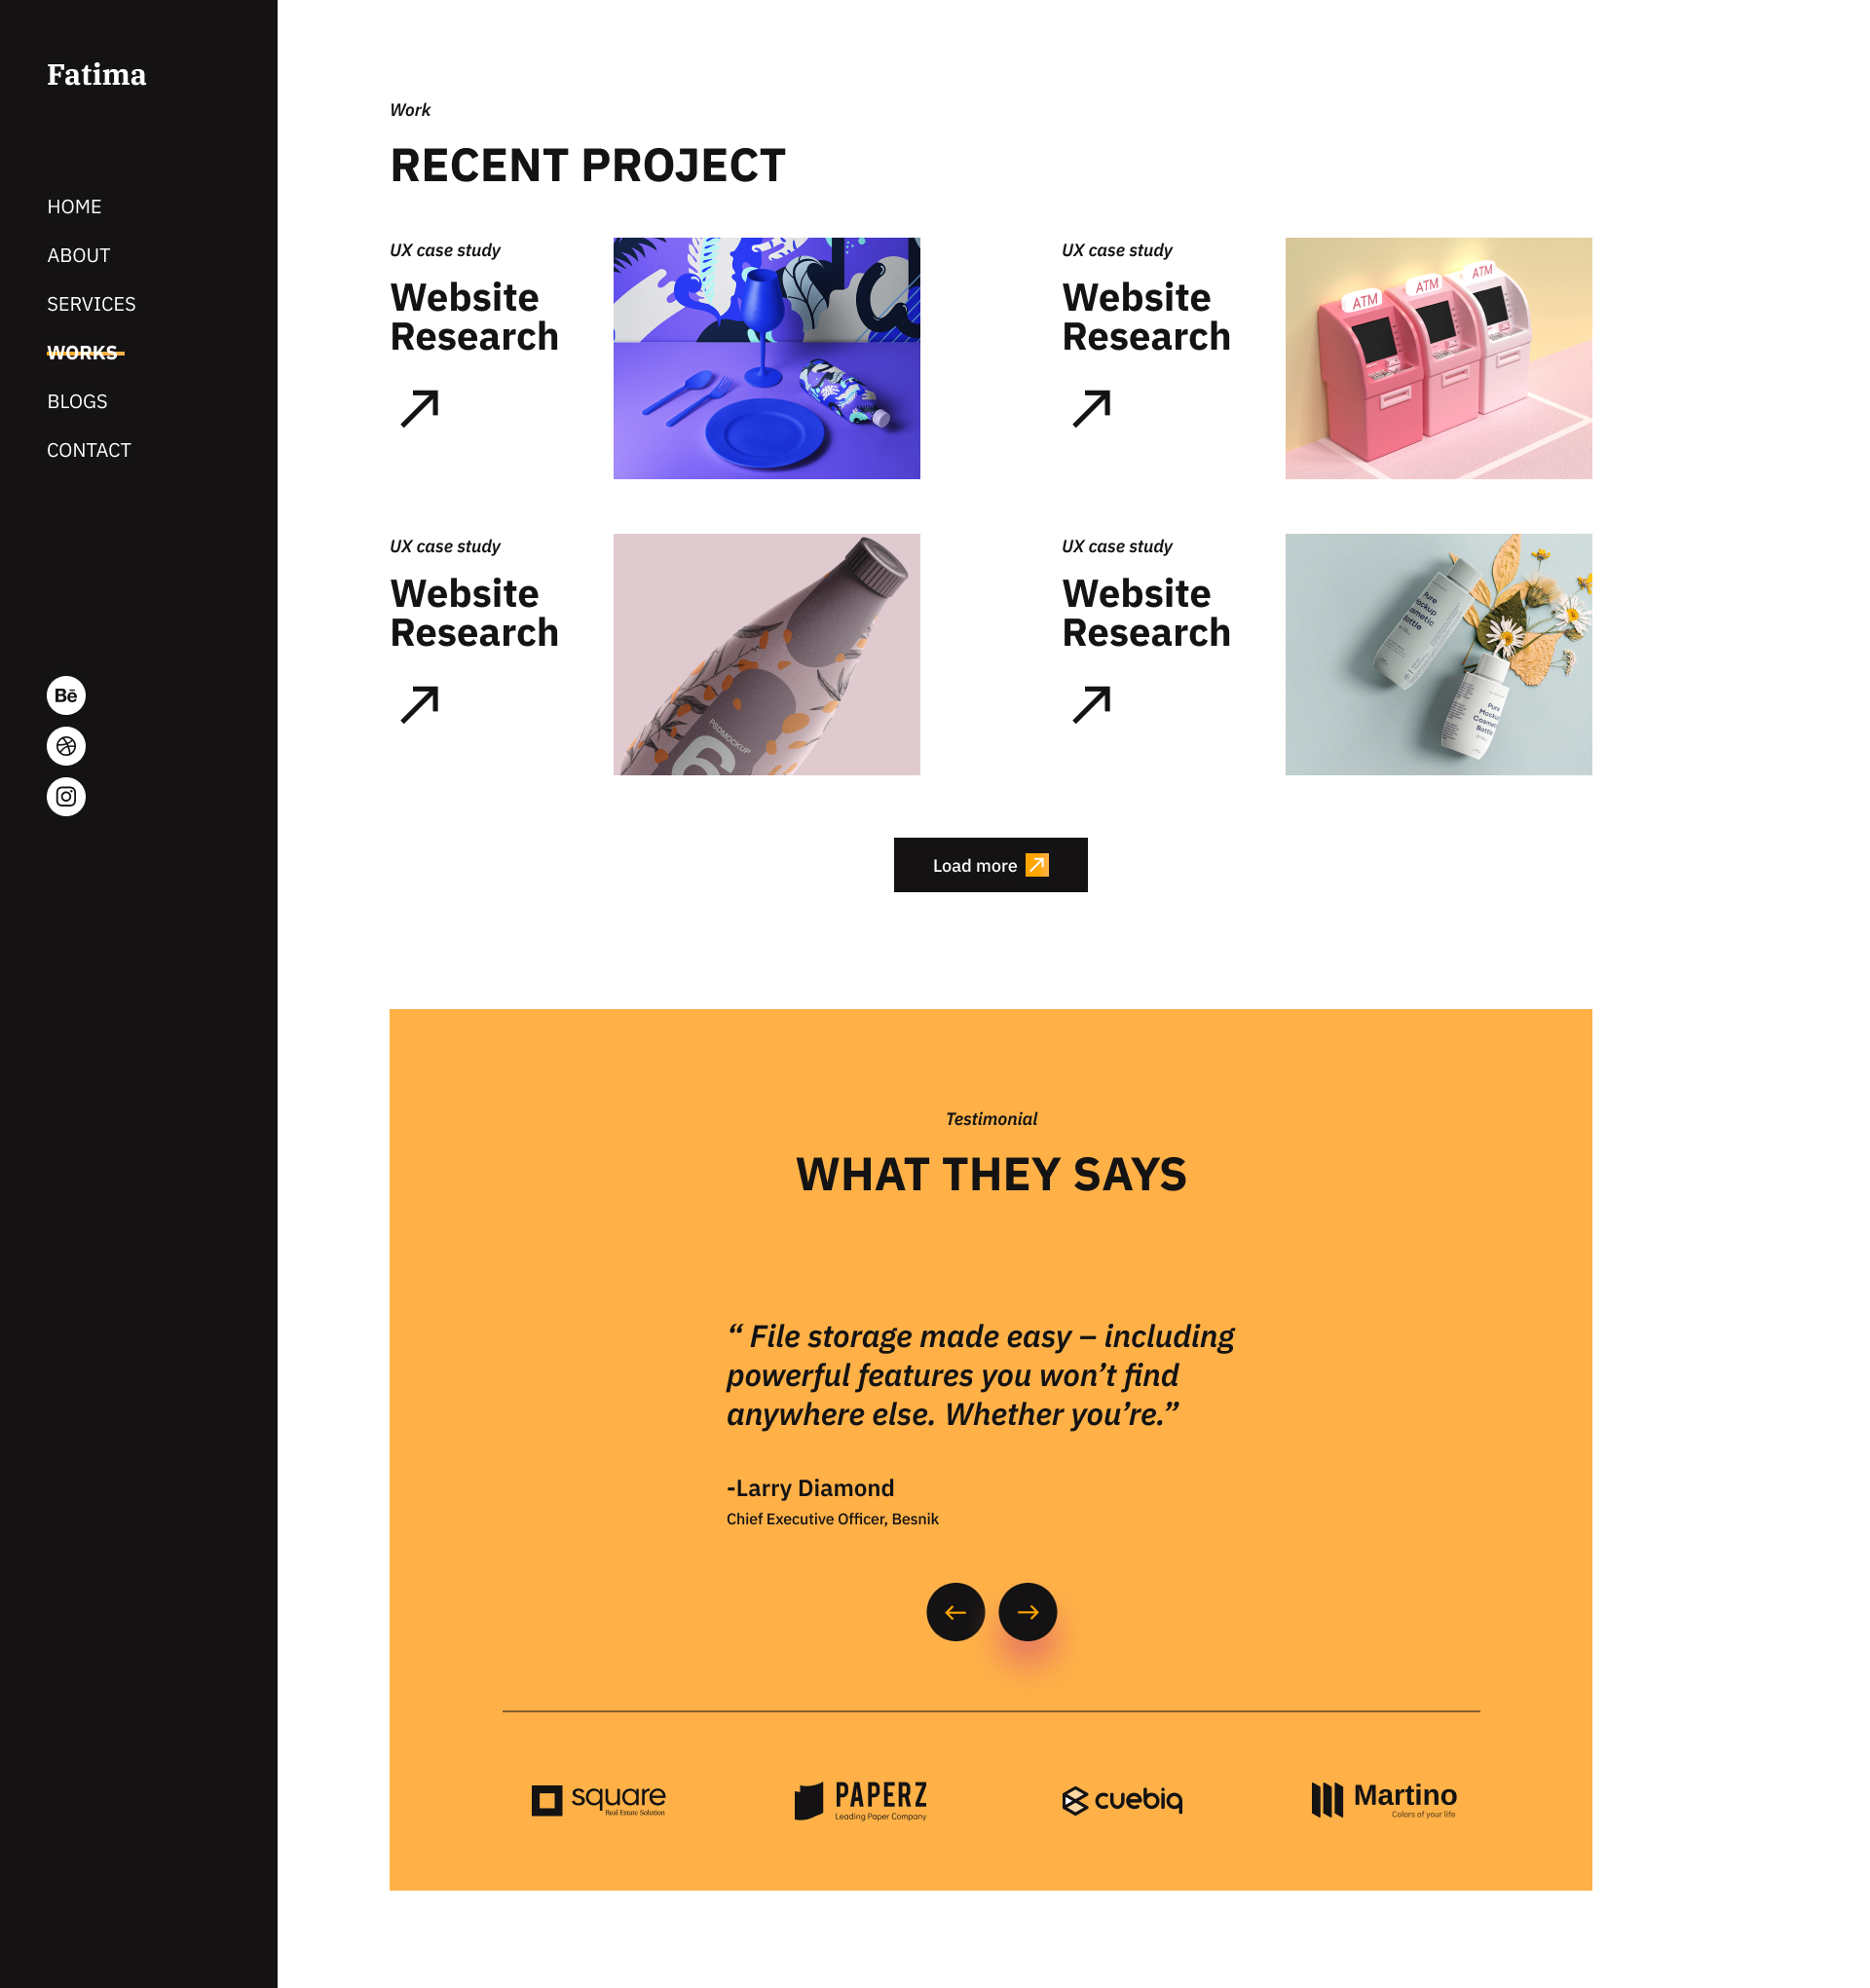 Fatima
HOME
ABOUT
SERVICES
WORKS
BLOGS
CONTACT
Bē
Work
RECENT PROJECT
UX case study
Website
Research
UX case study
Website
Research
ATM
ATM
ATM
UX case study
Website
Research
PSDMOCKUP
6
UX case study
Website
Research
Pure
Mockup
Cosmetic
Bottle
Pure
Mockup
Cosmetic
Bottle
Load more
Testimonial
WHAT THEY SAYS
“ File storage made easy – including
powerful features you won’t find
anywhere else. Whether you’re.”
-Larry Diamond
Chief Executive Officer, Besnik
square
Real Estate Solution
PAPERZ
Leading Paper Company
cuebiq
Martino
Colors of your life